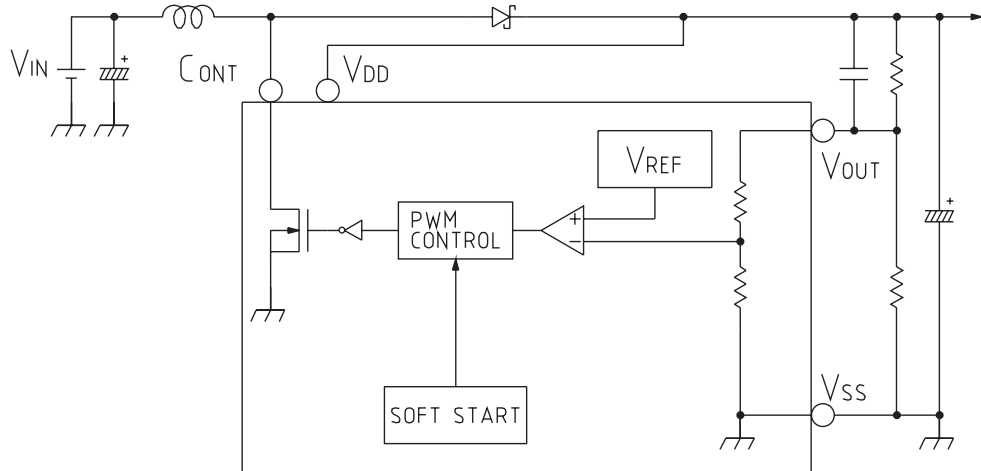 VIN
+
CONT
VDD
VREF
VOUT
+
PWM
CONTROL
+
−
VSS
SOFT START